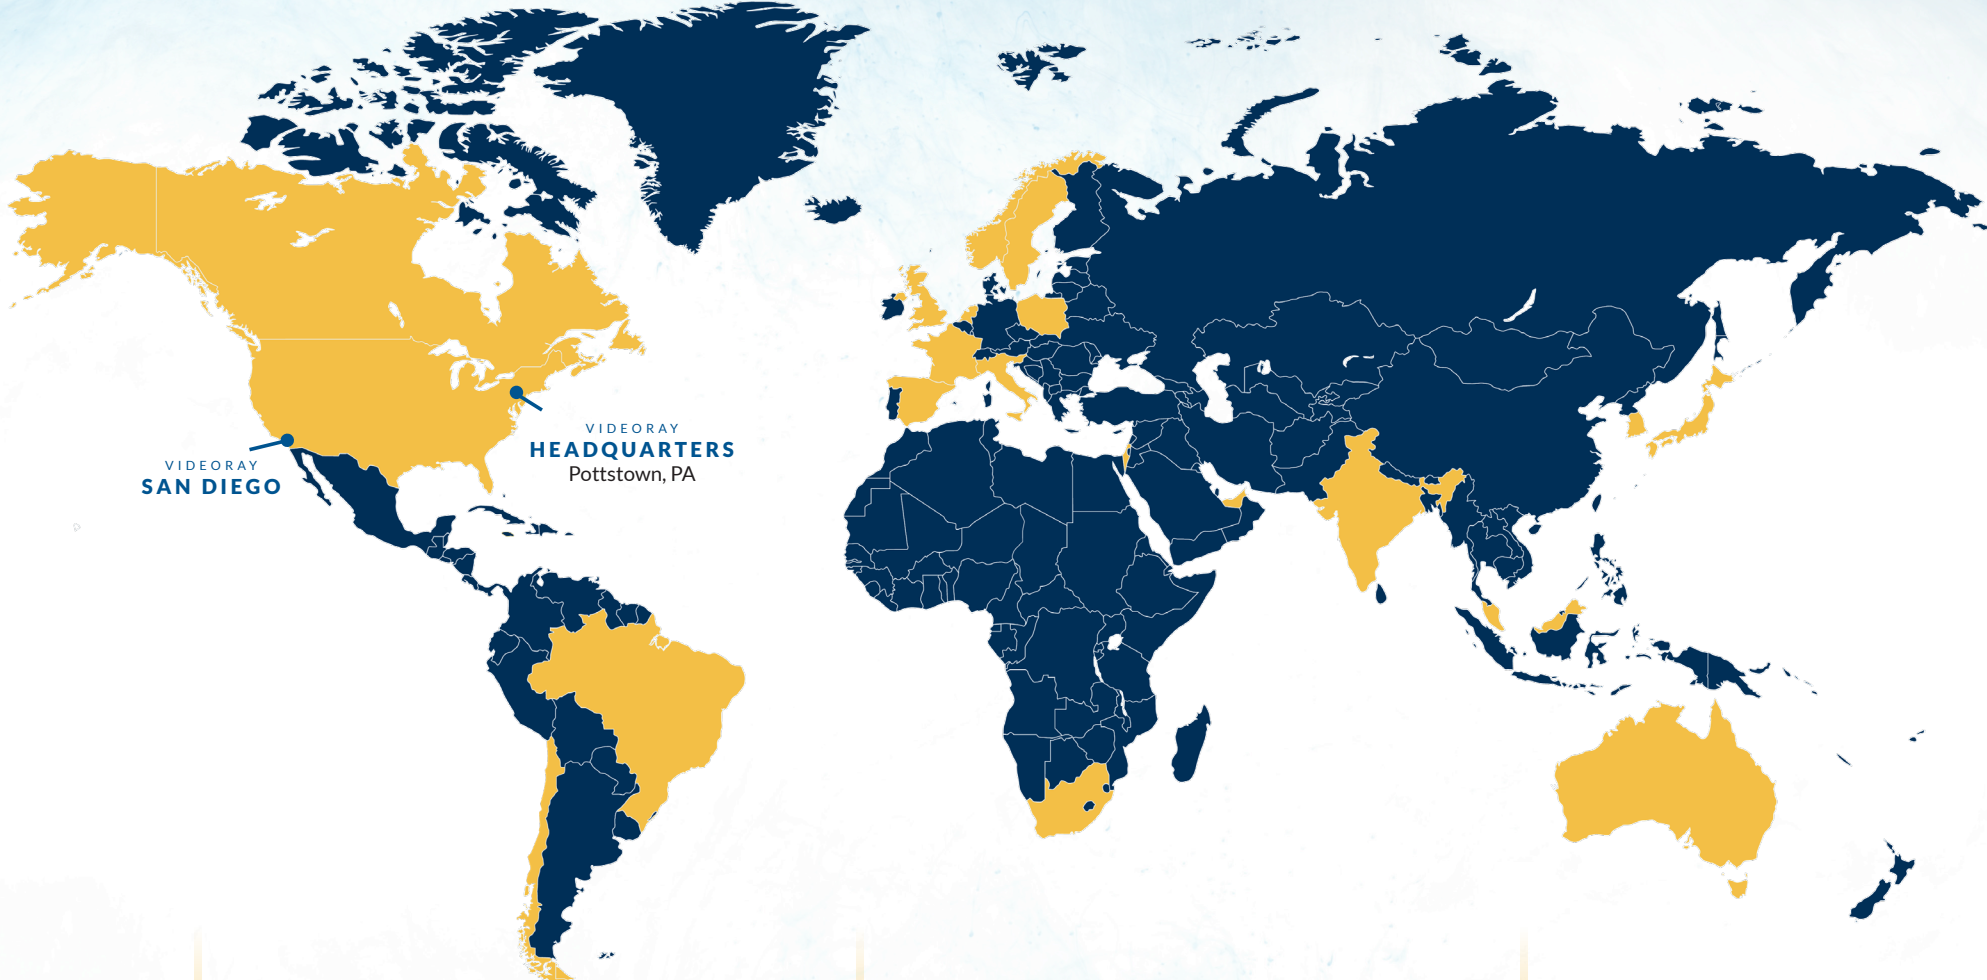 VIDEORAY
HEADQUARTERS
Pottstown, PA
VIDEORAY
SAN DIEGO